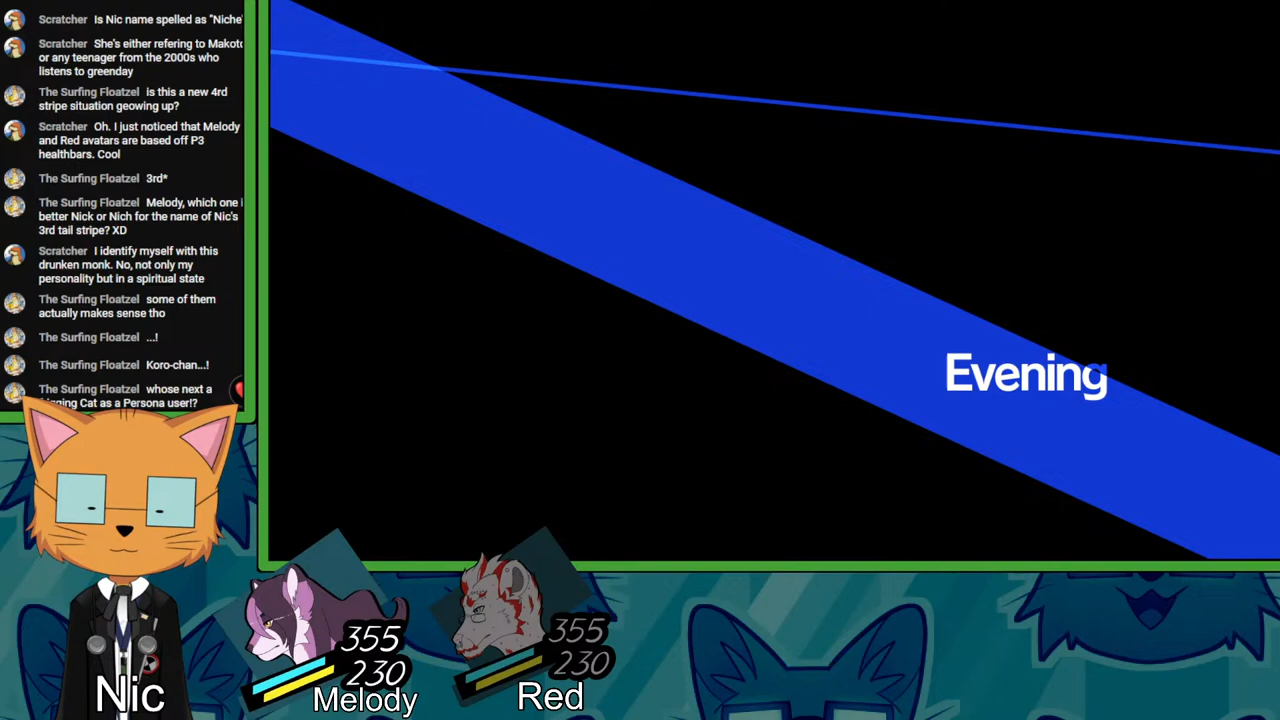 Scratcher Is Nic name spelled as "Niche"
Scratcher She's either refering to Makoto
or any teenager from the 2000s who
listens to greenday
The Surfing Floatzel is this a new 4rd
stripe situation geowing up?
Scratcher Oh. I just noticed that Melody
and Red avatars are based off P3
healthbars. Cool
The Surfing Floatzel 3rd*
The Surfing Floatzel Melody, which one i
better Nick or Nich for the name of Nic's
3rd tail stripe? XD
Scratcher I identify myself with this
drunken monk. No, not only my
personality but in a spiritual state
The Surfing Floatzel some of them
actually makes sense tho
The Surfing Floatzel ...!
The Surfing Floatzel Koro-chan...!
The Surfing Floatzel whose next a
Cat as a Persona user!?
Evening
355
230
355
230
Nic
Melody
Red